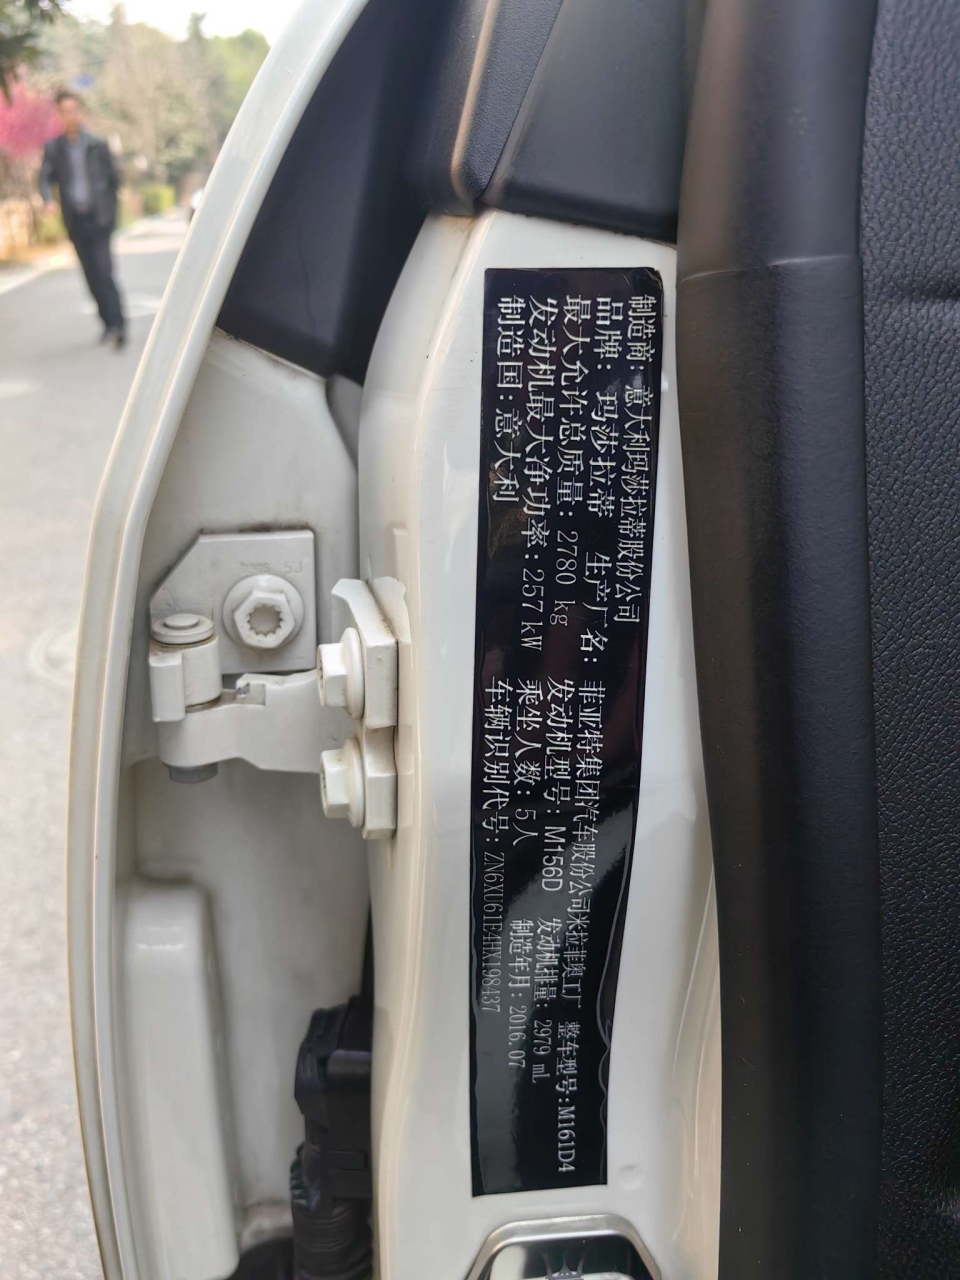 制造商: 意大利玛莎拉蒂股份公司
品牌: 玛莎拉蒂 生产厂名: 菲亚特集团汽车股份公司米拉菲奥工厂 整车型号:M161D4
最大允许总质量: 2780 kg 发动机型号: M156D 发动机排量: 2979 mL
发动机最大净功率:257kW 乘坐人数: 5人 制造年月: 2016.07
制造国:意大利 车辆识别代号: ZN6XU61E4HX198437